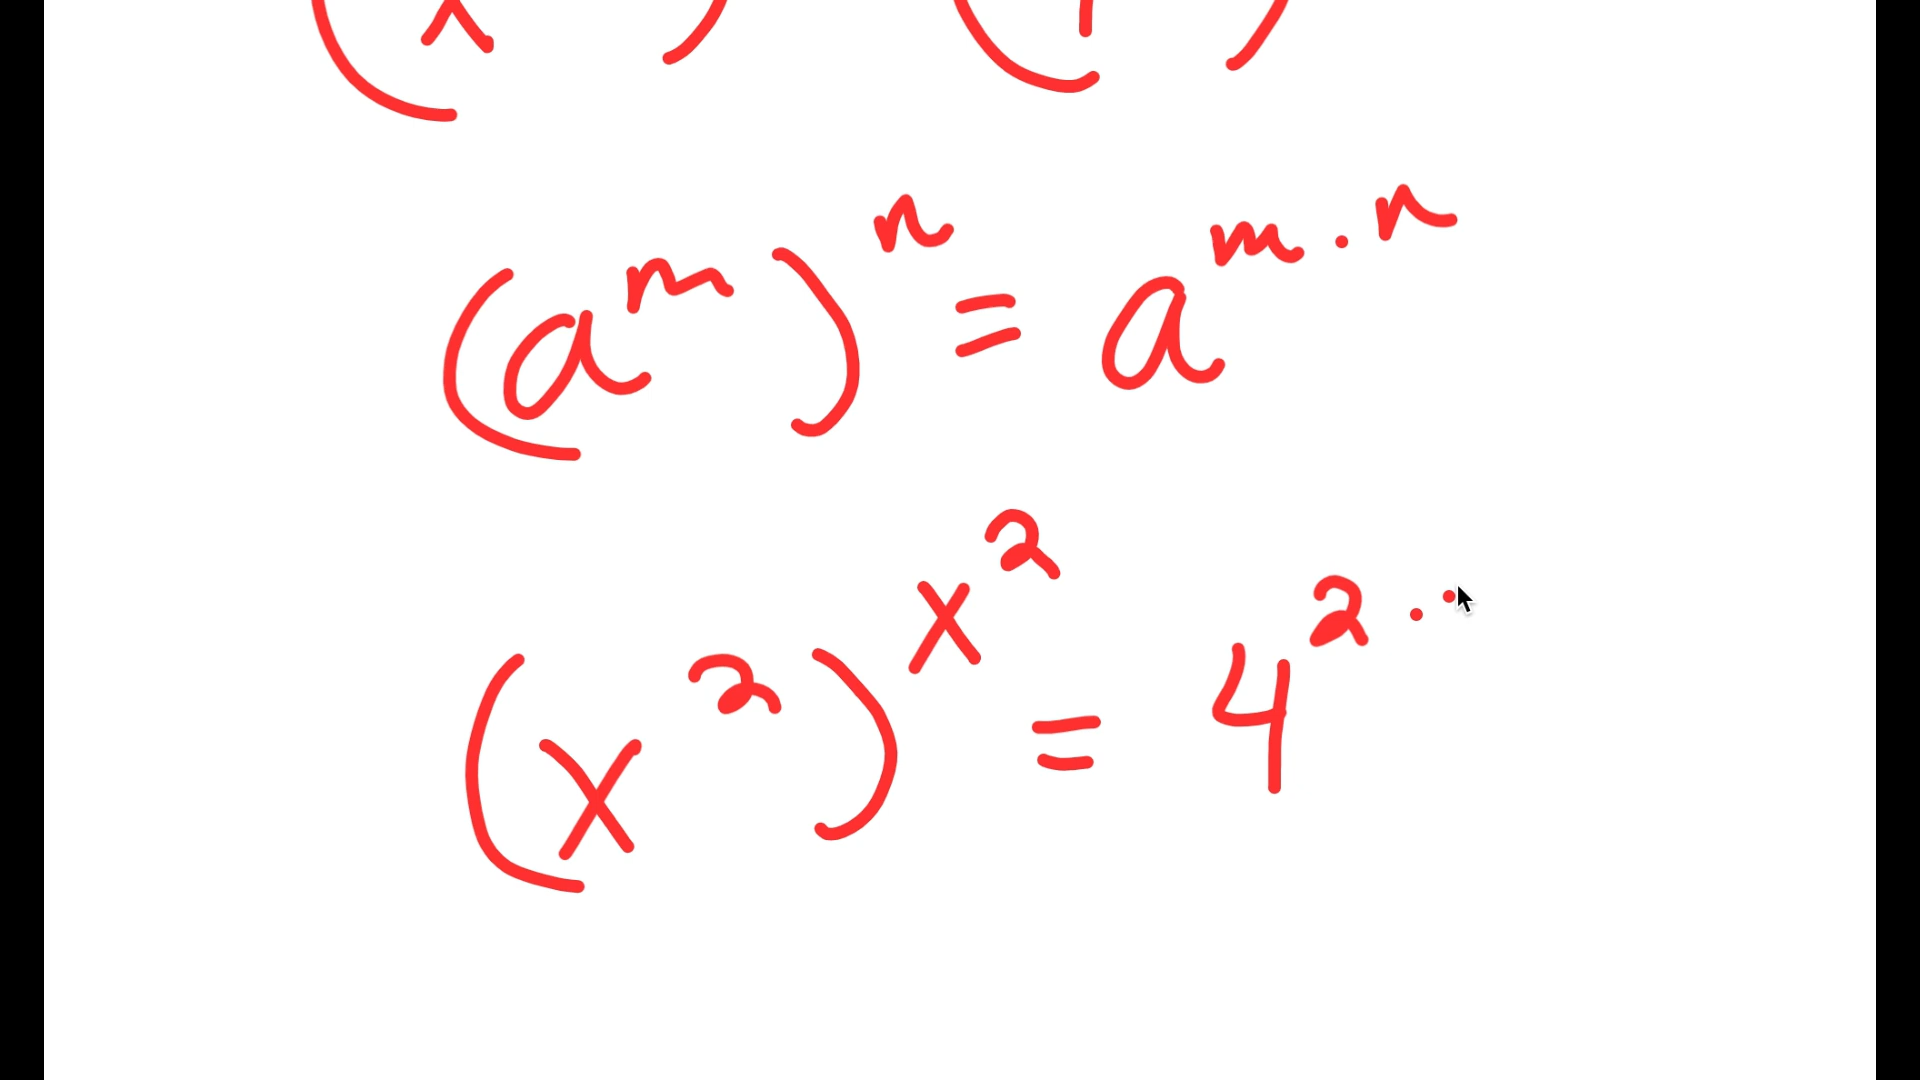 (x ) (
(a^m)^n = a^{m·n}
(x^2)^{x^2} = 4^{2··